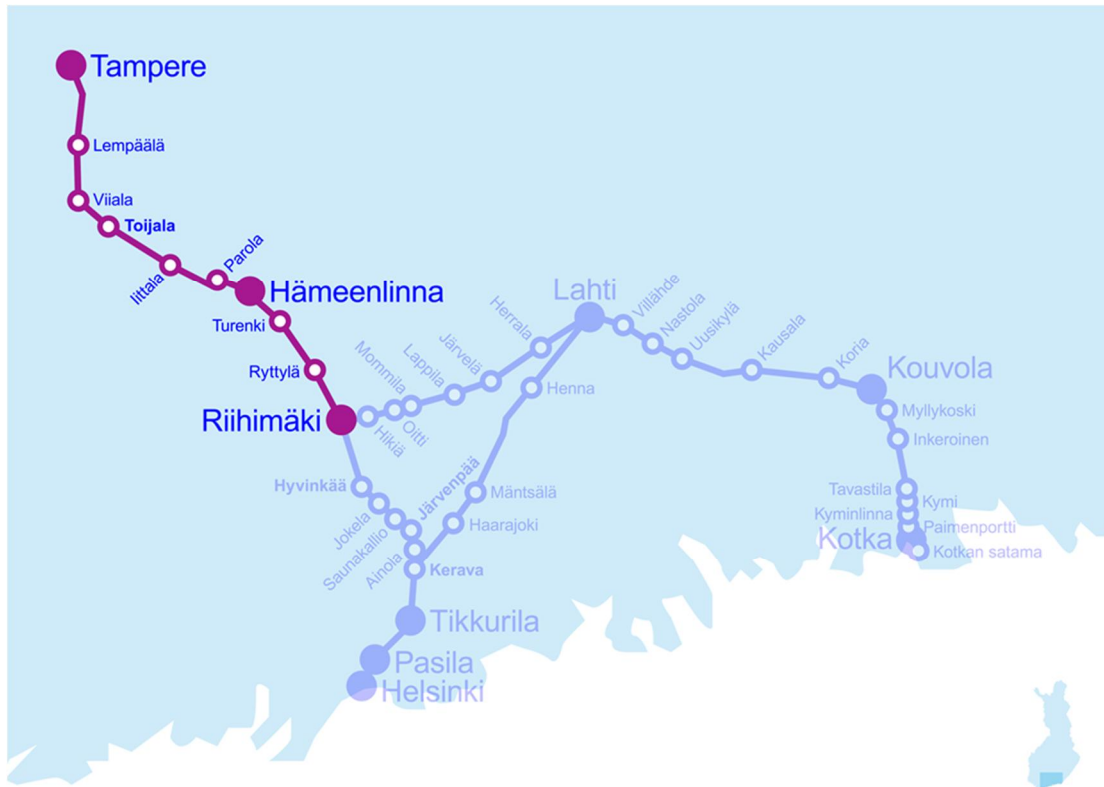 Tampere
Lempäälä
Viiala
Toijala
Iittala
Parola
Hämeenlinna
Turenki
Ryttylä
Riihimäki
Hikiä
Oitti
Mommila
Lappila
Järvelä
Herrala
Lahti
Henna
Villähde
Nastola
Uusikylä
Kausala
Koria
Kouvola
Myllykoski
Inkeroinen
Tavastila
Kymi
Kyminlinna
Paimenportti
Kotka
Kotkan satama
Hyvinkää
Jokela
Saunakallio
Järvenpää
Ainola
Mäntsälä
Haarajoki
Kerava
Tikkurila
Pasila
Helsinki